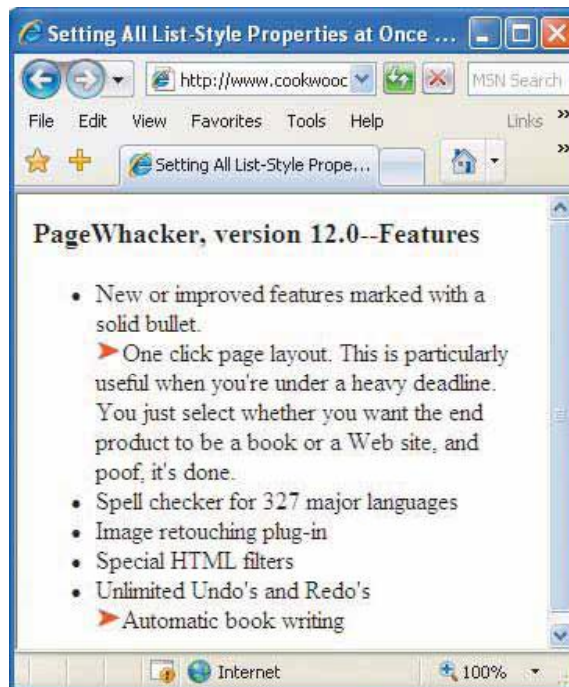 Setting All List-Style Properties at Once ...
http://www.cookwooc
MSN Search
File Edit View Favorites Tools Help Links »
»
Setting All List-Style Prope...
PageWhacker, version 12.0--Features
• New or improved features marked with a
solid bullet.
One click page layout. This is particularly
useful when you're under a heavy deadline.
You just select whether you want the end
product to be a book or a Web site, and
poof, it's done.
• Spell checker for 327 major languages
• Image retouching plug-in
• Special HTML filters
• Unlimited Undo's and Redo's
Automatic book writing
Internet 100%